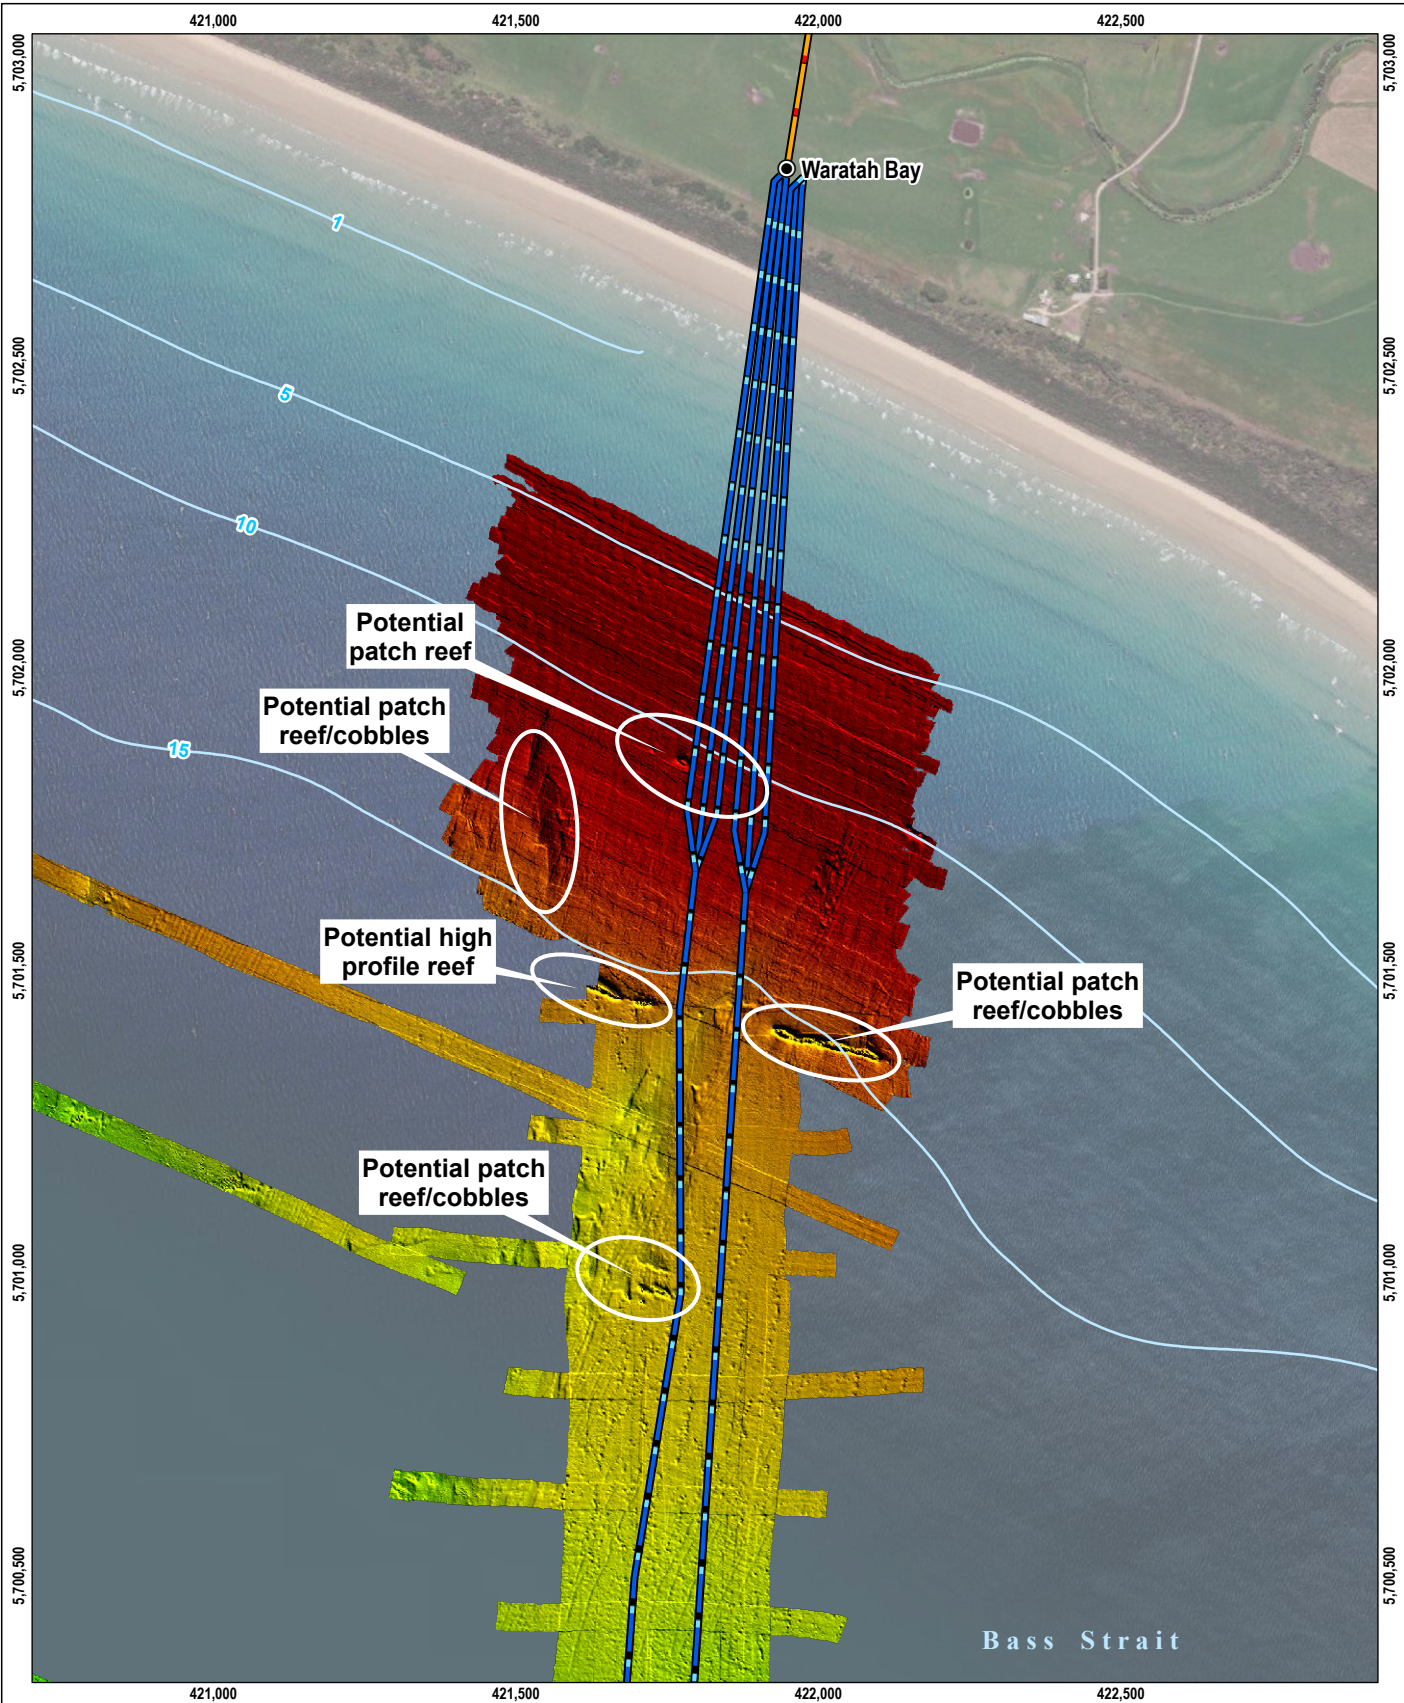 421,000
421,500
422,000
422,500
5,703,000
5,703,000
Waratah Bay
1
5,702,500
5,702,500
5
10
Potential
patch reef
5,702,000
5,702,000
Potential patch
reef/cobbles
15
Potential high
profile reef
5,701,500
5,701,500
Potential patch
reef/cobbles
Potential patch
reef/cobbles
5,701,000
5,701,000
5,700,500
5,700,500
Bass Strait
421,000
421,500
422,000
422,500